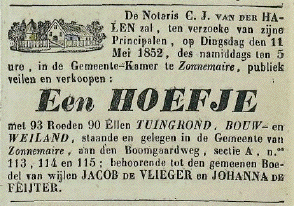 De Notaris C. J. VAN DER HA-
LEN zal, ten verzoeke van zijne
Principalen, op Dingsdag den 11
Mei 1852, des namiddags ten 5
ure, in de Gemeente-Kamer te Zonnemaire, publiek
veilen en verkoopen:
Een HOEFJE
met 93 Roeden 90 Ellen TUINGROND, BOUW- en
WEILAND, staande en gelegen in de Gemeente van
Zonnemaire, aan den Boomgaardweg, sectie A, n.os
113, 114 en 115; behoorende tot den gemeenen Boe-
del van wijlen JACOB DE VLIEGER en JOHANNA DE
FEIJTER.